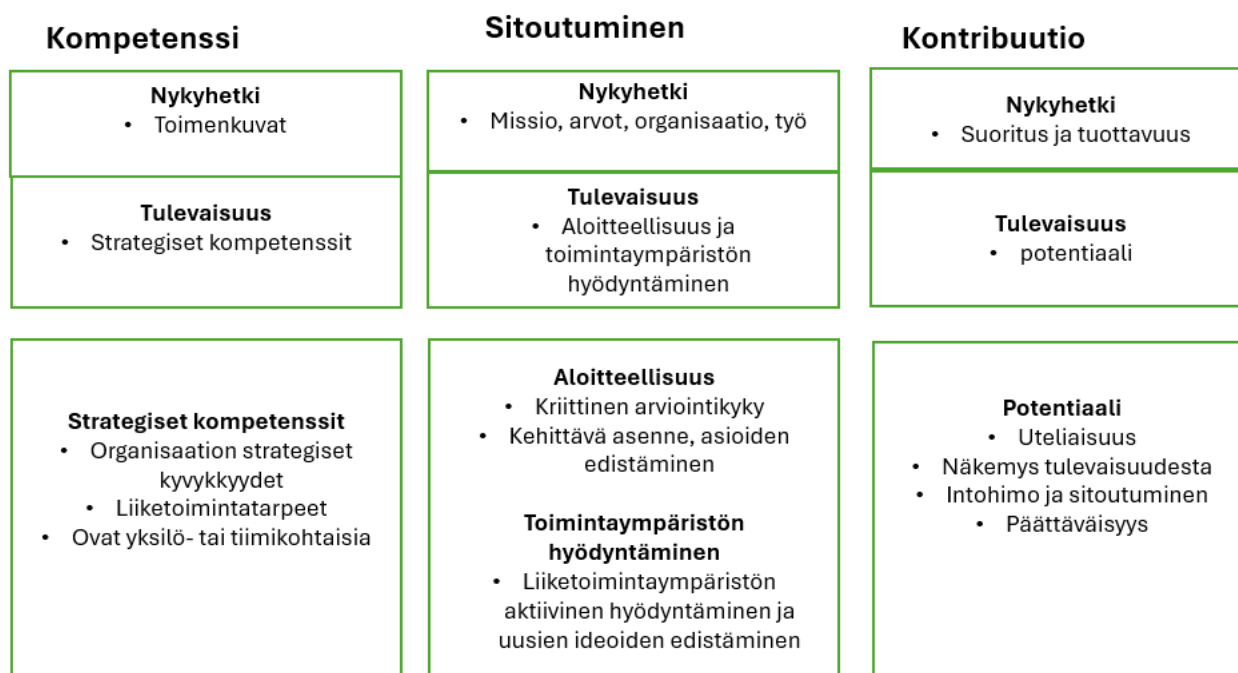 Kompetenssi
Nykyhetki
• Toimenkuvat
Tulevaisuus
• Strategiset kompetenssit
Strategiset kompetenssit
• Organisaation strategiset
kyvykkyydet
• Liiketoimintatarpeet
• Ovat yksilö- tai tiimikohtaisia
Sitoutuminen
Nykyhetki
• Missio, arvot, organisaatio, työ
Tulevaisuus
• Aloitteellisuus ja
toimintaympäristön
hyödyntäminen
Aloitteellisuus
• Kriittinen arviointikyky
• Kehittävä asenne, asioiden
edistäminen
Toimintaympäristön
hyödyntäminen
• Liiketoimintaympäristön
aktiivinen hyödyntäminen ja
uusien ideoiden edistäminen
Kontribuutio
Nykyhetki
• Suoritus ja tuottavuus
Tulevaisuus
• potentiaali
Potentiaali
• Uteliaisuus
• Näkemys tulevaisuudesta
• Intohimo ja sitoutuminen
• Päättäväisyys